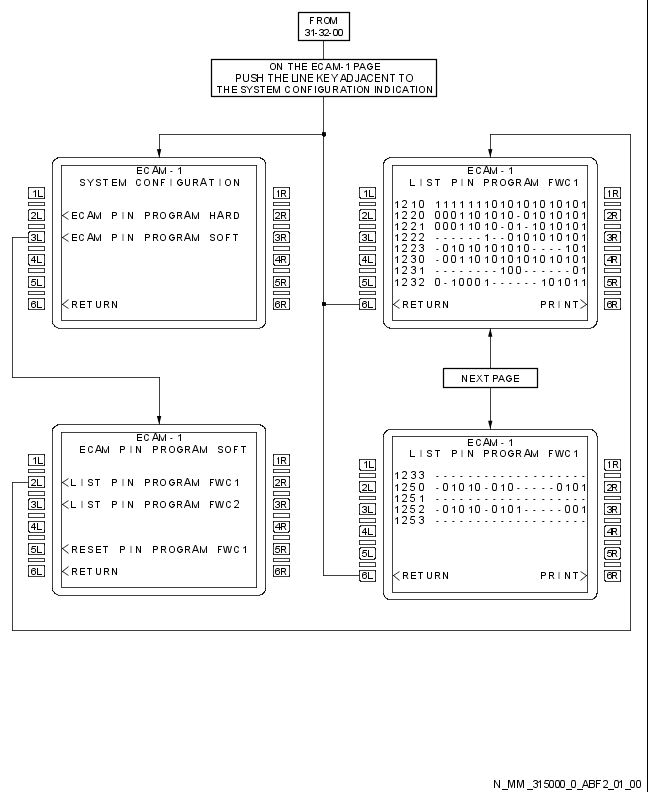 FROM
31-32-00
ON THE ECAM-1 PAGE
PUSH THE LINE KEY ADJACENT TO
THE SYSTEM CONFIGURATION INDICATION
ECAM-1
SYSTEM CONFIGURATION
1L
1R
2L
<ECAM PIN PROGRAM HARD
2R
3L
<ECAM PIN PROGRAM SOFT
3R
4L
4R
5L
5R
6L
<RETURN
6R
ECAM-1
LIST PIN PROGRAM FWC1
1L
1R
1210 1111111010101010101
2L
1220 0001101010-01010101
2R
1221 00011010-01-1010101
3L
1222 ------1--0101010101
3R
1223 -010101010101----101
4L
1230 -0011010101010101010
4R
1231 --------100------01
5L
1232 0-10001------101011
5R
6L
<RETURN
PRINT>
6R
NEXT PAGE
ECAM-1
ECAM PIN PROGRAM SOFT
1L
1R
2L
<LIST PIN PROGRAM FWC1
2R
3L
<LIST PIN PROGRAM FWC2
3R
4L
4R
5L
<RESET PIN PROGRAM FWC1
5R
6L
<RETURN
6R
ECAM-1
LIST PIN PROGRAM FWC1
1L
1R
1233 -------------------
2L
1250 -01010-010-----0101
2R
1251 -------------------
3L
1252 -01010-0101-----001
3R
1253 -------------------
4L
4R
5L
5R
6L
<RETURN
PRINT>
6R
N_MM_315000_0_ABF2_01_00